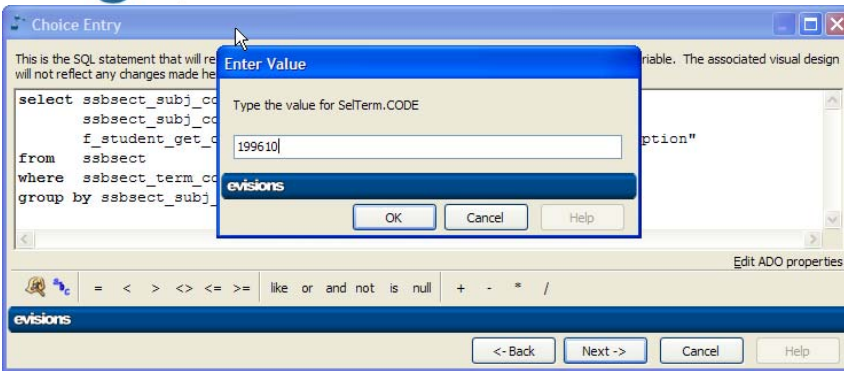 Choice Entry
This is the SQL statement that will re
riable. The associated visual design
will not reflect any changes made he
Enter Value
Type the value for SelTerm.CODE
199610
evisions
OK Cancel Help
select ssbsect_subj_co
ssbsect_subj_co
f_student_get_d
ption"
from ssbsect
where ssbsect_term_co
group by ssbsect_subj_
Edit ADO properties
= < > <> <= >= like or and not is null + - * /
evisions
<- Back Next -> Cancel Help